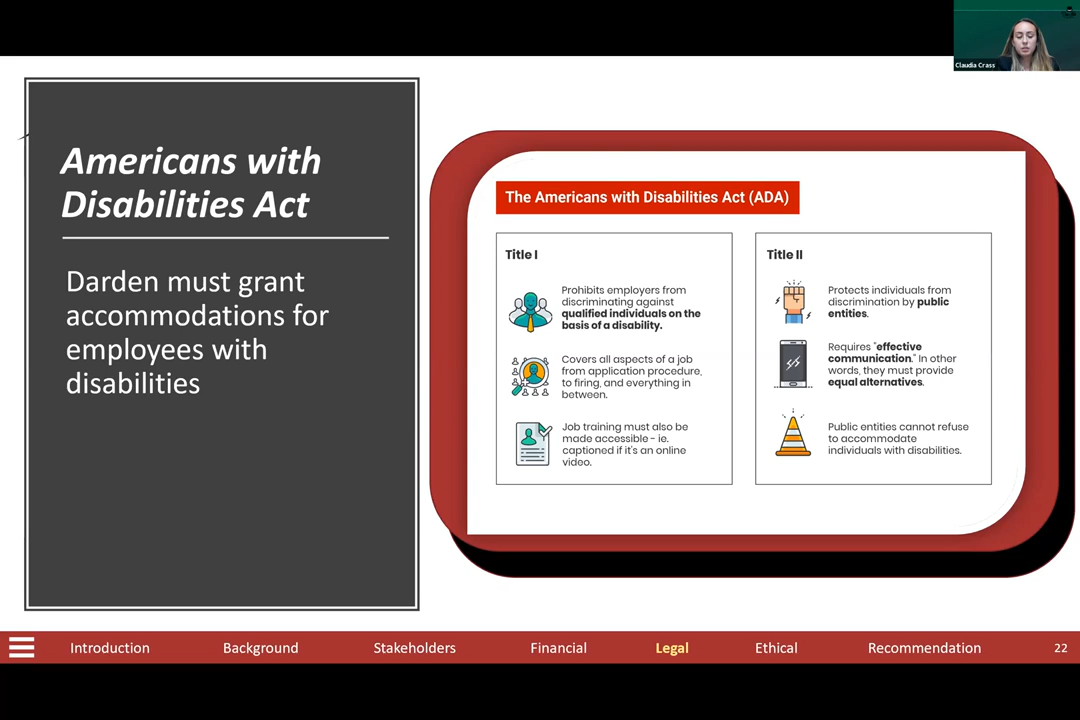 Claudia Crass
Americans with
Disabilities Act
Darden must grant
accommodations for
employees with
disabilities
The Americans with Disabilities Act (ADA)
Title I
Prohibits employers from
discriminating against
qualified individuals on the
basis of a disability.
Covers all aspects of a job
from application procedure,
to firing, and everything in
between.
Job training must also be
made accessible - ie.
captioned if it's an online
video.
Title II
Protects individuals from
discrimination by public
entities.
Requires "effective
communication." In other
words, they must provide
equal alternatives.
Public entities cannot refuse
to accommodate
individuals with disabilities.
Introduction Background Stakeholders Financial Legal Ethical Recommendation 22